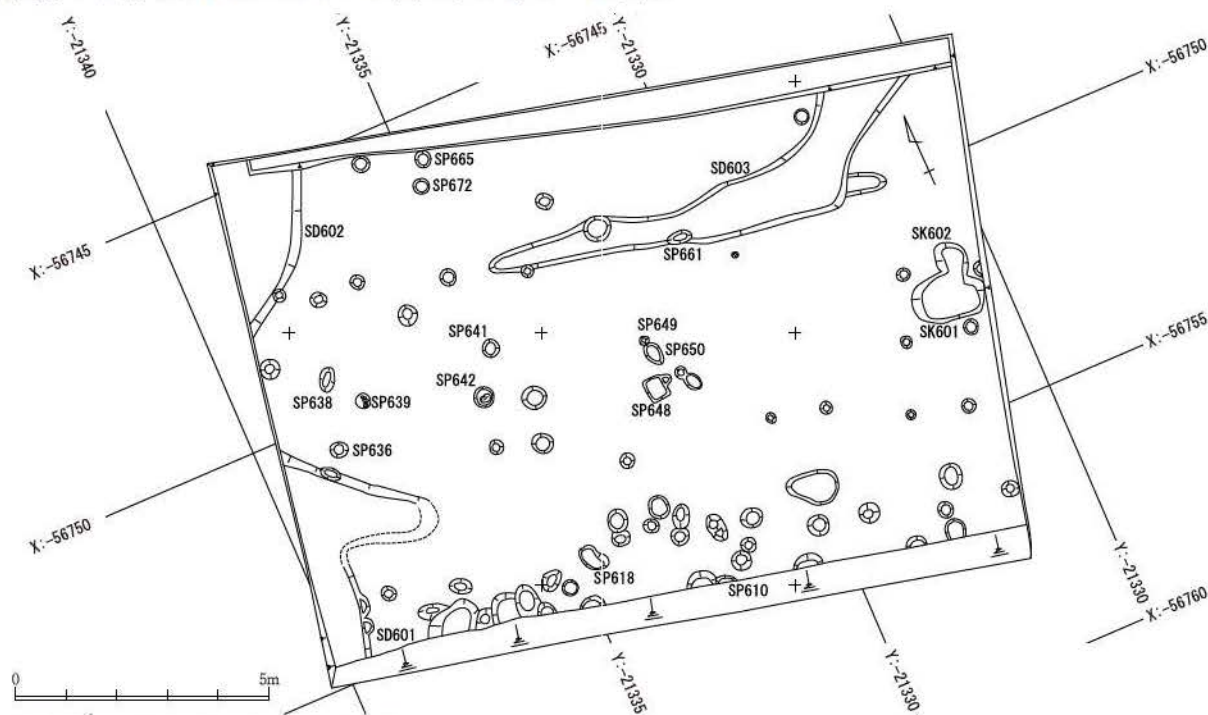 Y:-21340
Y:-21335
X:-56745
Y:-21330
X:-56750
SP665
SP672
SD603
SD602
SP661
SK602
X:-56745
SK601
SP641
SP649
SP650
X:-56755
SP642
SP638
SP639
SP648
SP636
X:-56750
SP618
SP610
SD601
Y:-21330
X:-56760
Y:-21335
Y:-21330
0
5m